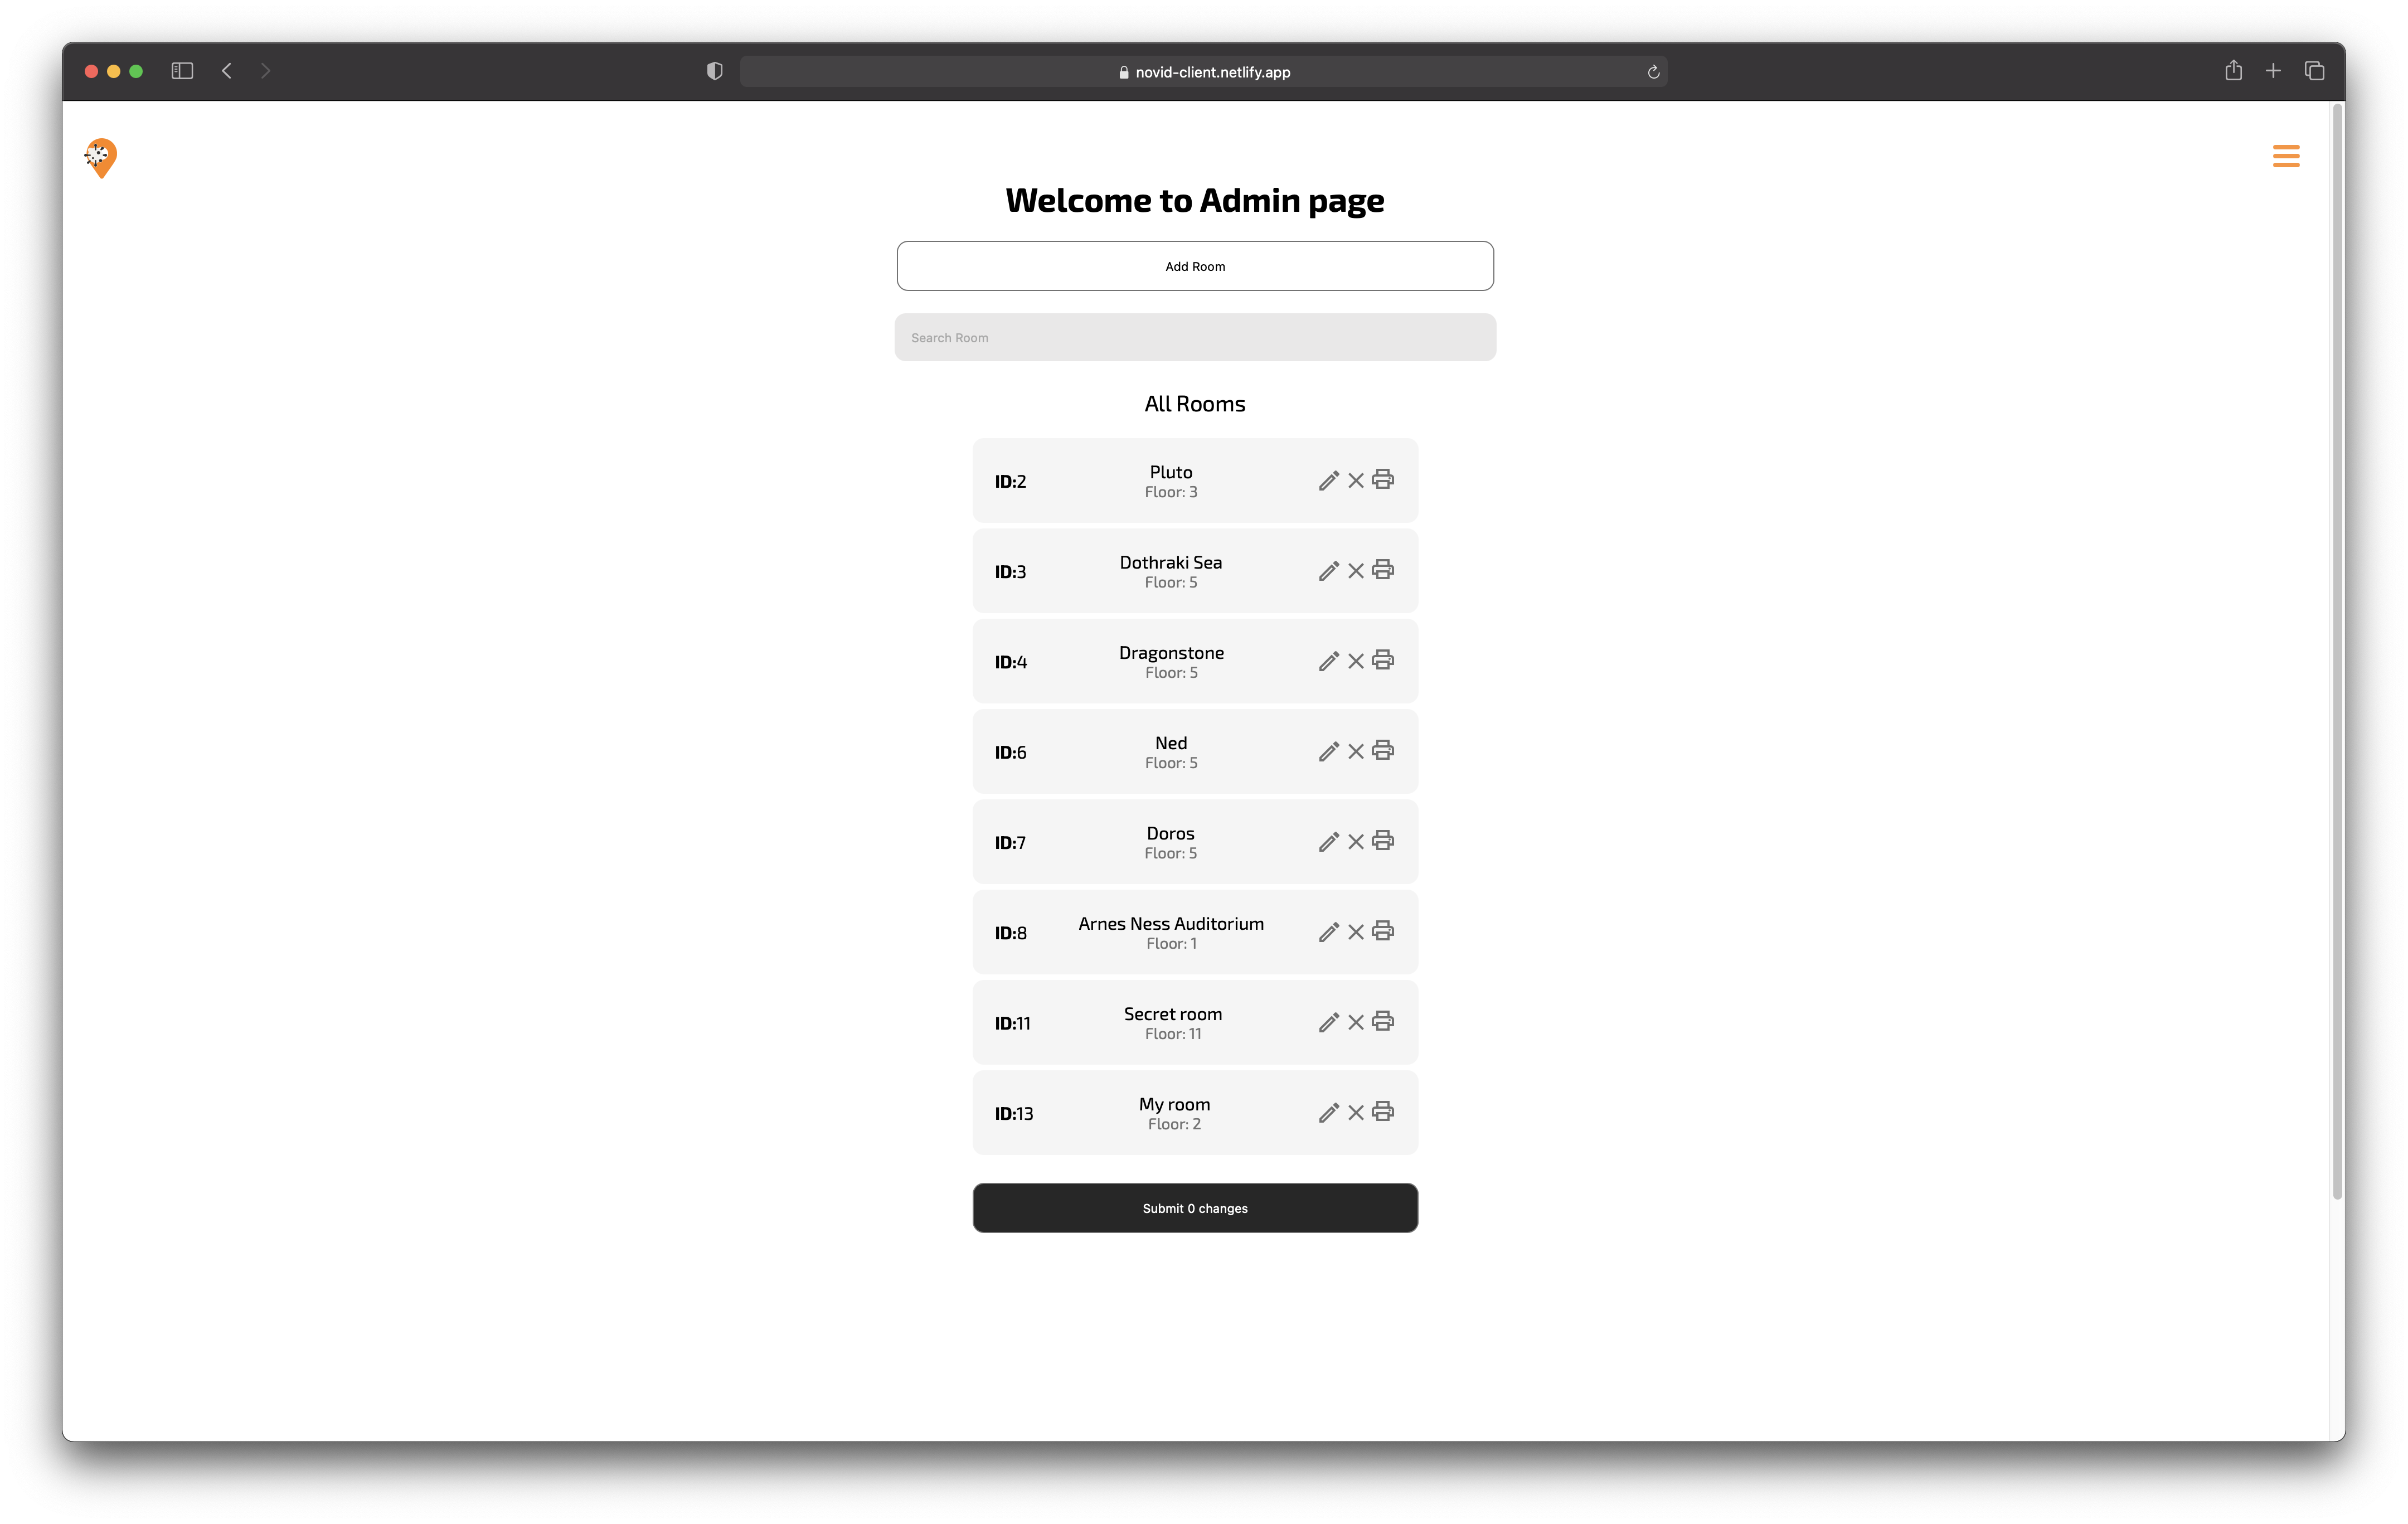 novid-client.netlify.app
Welcome to Admin page
Add Room
Search Room
All Rooms
ID:2
Pluto
Floor: 3
ID:3
Dothraki Sea
Floor: 5
ID:4
Dragonstone
Floor: 5
ID:6
Ned
Floor: 5
ID:7
Doros
Floor: 5
ID:8
Arnes Ness Auditorium
Floor: 1
ID:11
Secret room
Floor: 11
ID:13
My room
Floor: 2
Submit 0 changes